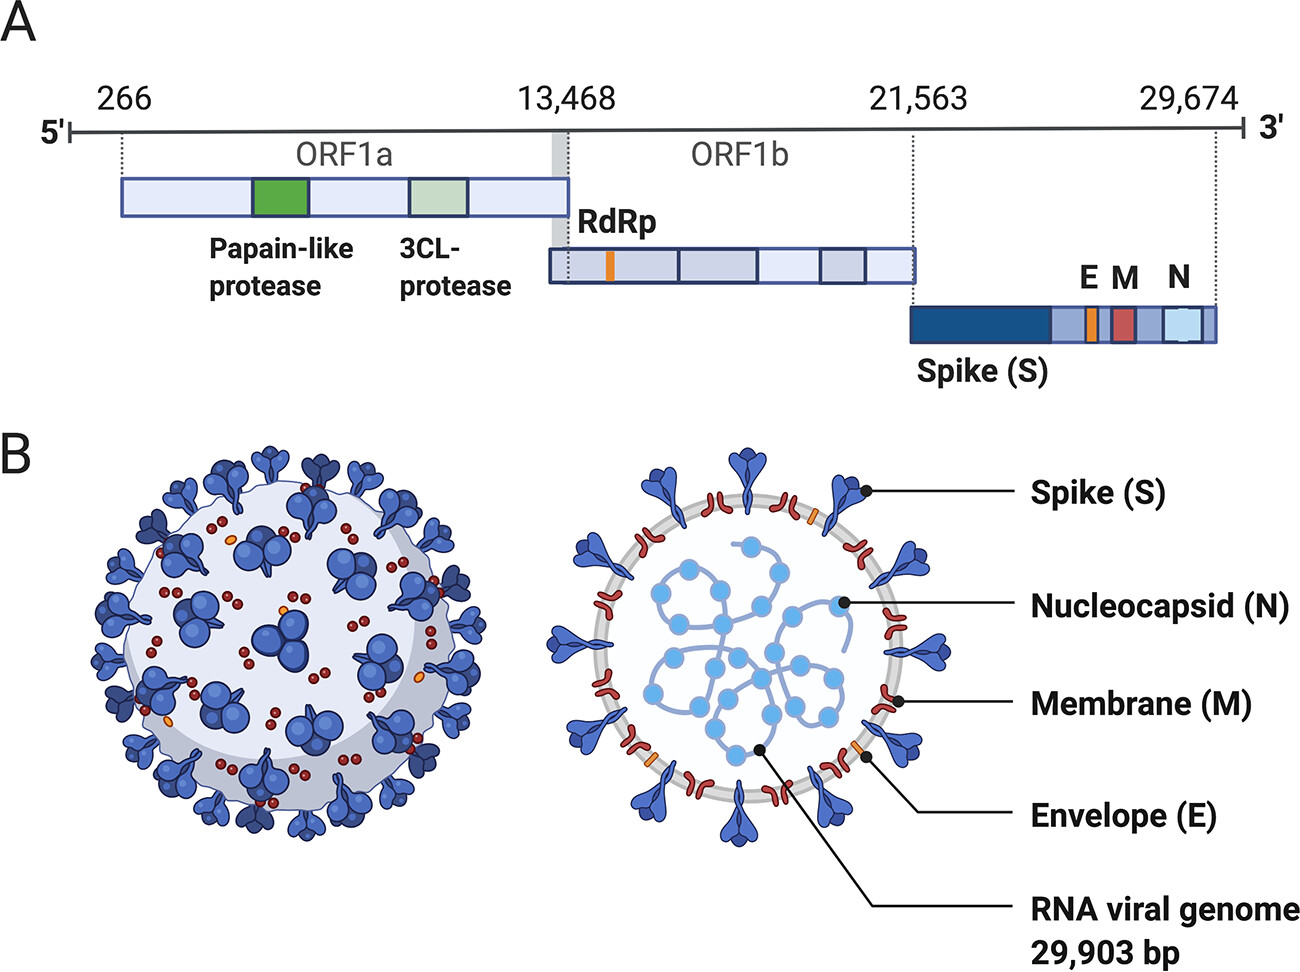 A
266 13,468 21,563 29,674
5' 3'
ORF1a ORF1b
RdRp
Papain-like
protease
3CL-
protease
E M N
Spike (S)
B
Spike (S)
Nucleocapsid (N)
Membrane (M)
Envelope (E)
RNA viral genome
29,903 bp